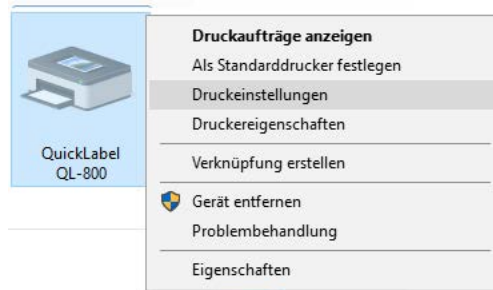 Druckaufträge anzeigen
Als Standarddrucker festlegen
Druckeinstellungen
Druckereigenschaften
Verknüpfung erstellen
Gerät entfernen
Problembehandlung
Eigenschaften
QuickLabel
QL-800